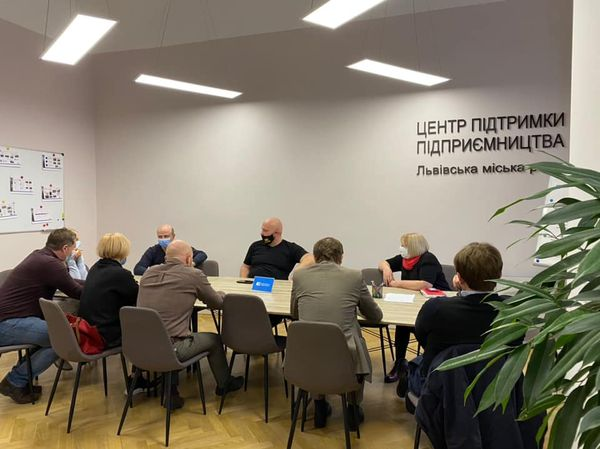 ЦЕНТР ПІДТРИМКИ
ПІДПРИЄМНИЦТВА
Львівська міська